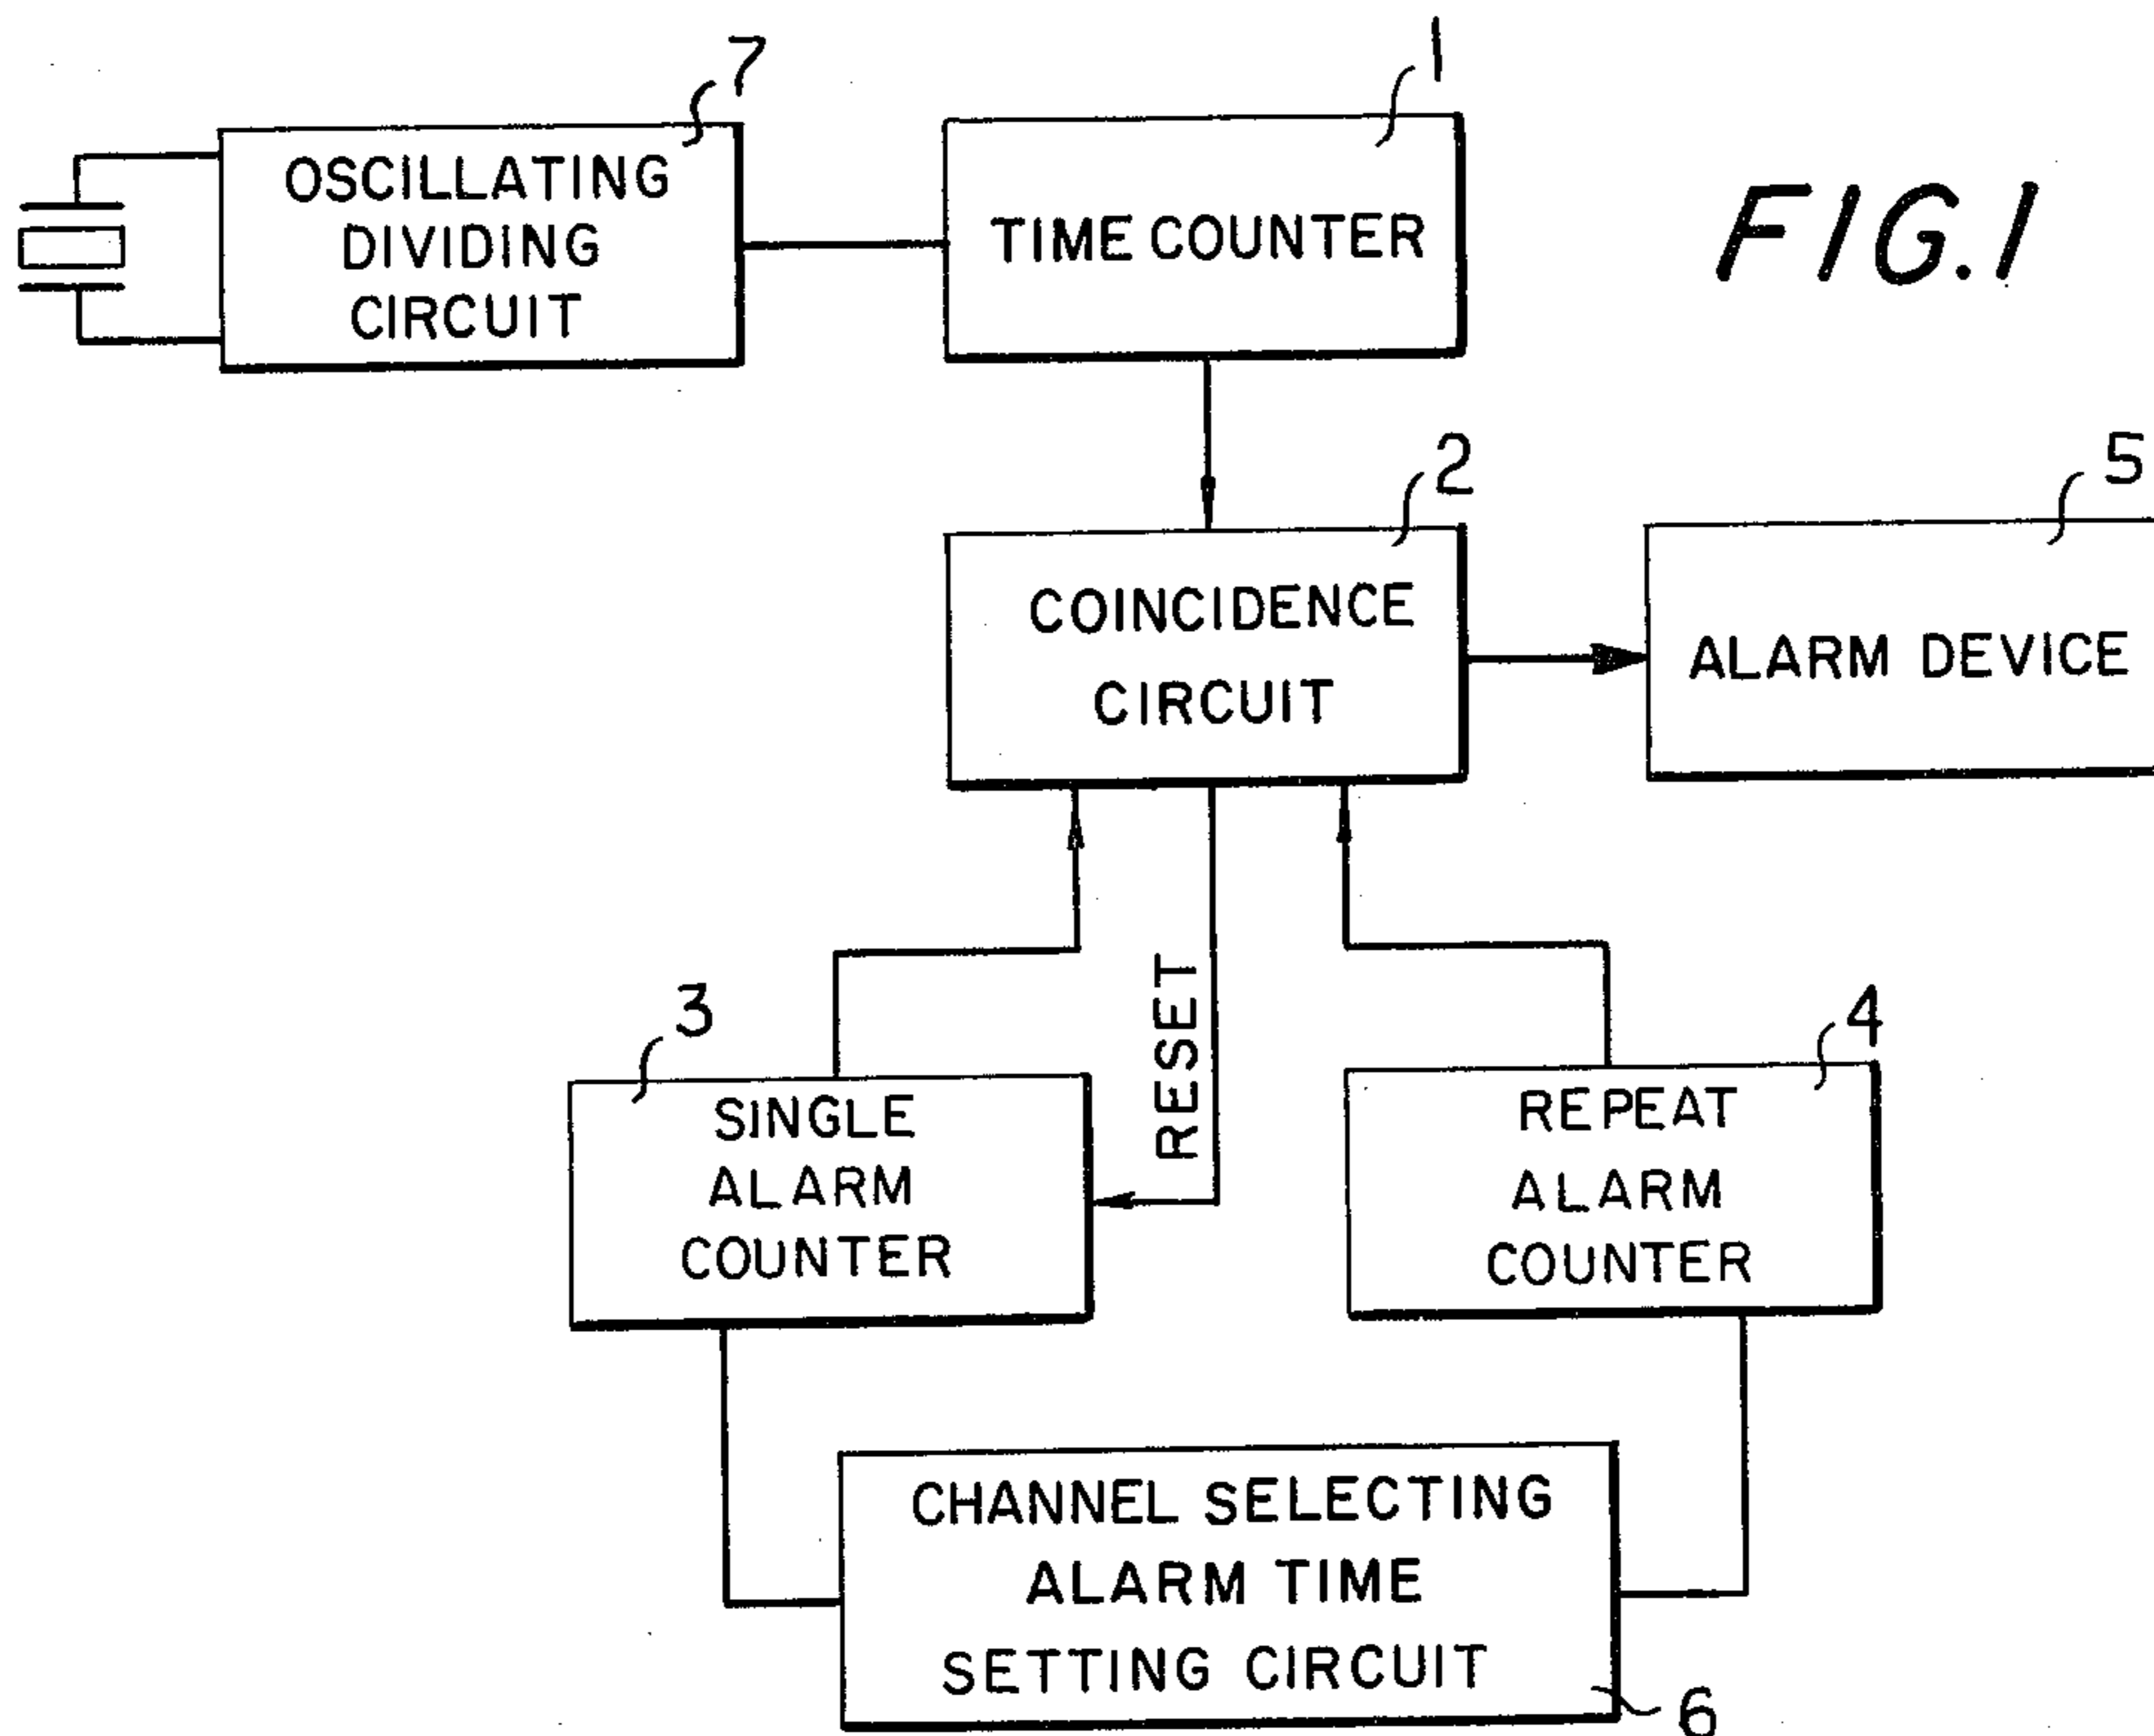 7
1
OSCILLATING
DIVIDING
CIRCUIT
TIME COUNTER
FIG.1
2
5
COINCIDENCE
CIRCUIT
ALARM DEVICE
RESET
3
4
SINGLE
ALARM
COUNTER
REPEAT
ALARM
COUNTER
CHANNEL SELECTING
ALARM TIME
SETTING CIRCUIT
6